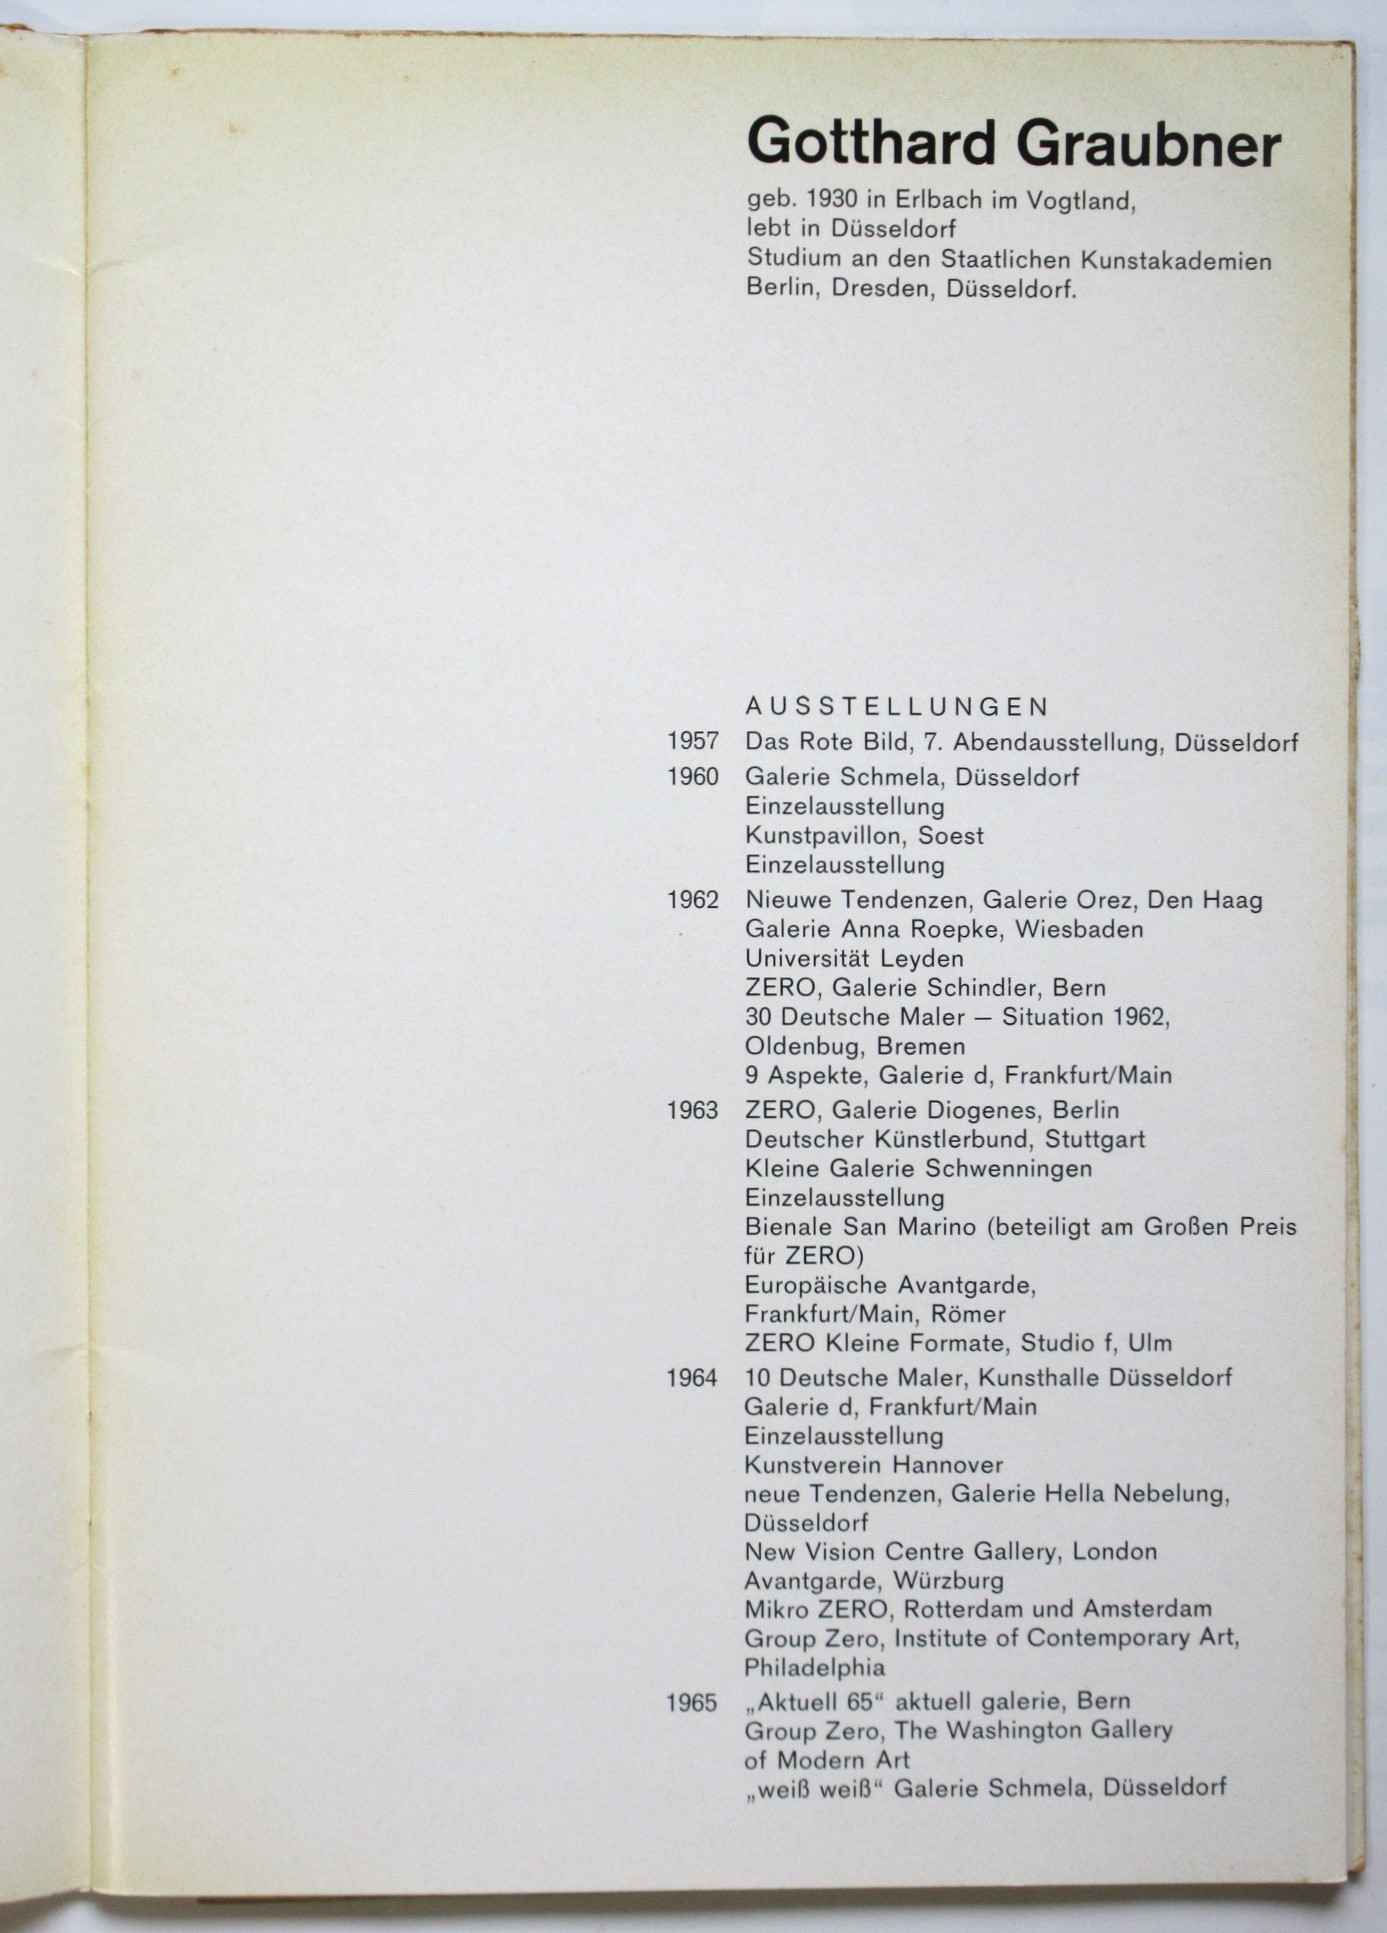 Gotthard Graubner
geb. 1930 in Erlbach im Vogtland,
lebt in Düsseldorf
Studium an den Staatlichen Kunstakademien
Berlin, Dresden, Düsseldorf.
AUSSTELLUNGEN
1957 Das Rote Bild, 7. Abendausstellung, Düsseldorf
1960 Galerie Schmela, Düsseldorf
Einzelausstellung
Kunstpavillon, Soest
Einzelausstellung
1962 Nieuwe Tendenzen, Galerie Orez, Den Haag
Galerie Anna Roepke, Wiesbaden
Universität Leyden
ZERO, Galerie Schindler, Bern
30 Deutsche Maler — Situation 1962,
Oldenbug, Bremen
9 Aspekte, Galerie d, Frankfurt/Main
1963 ZERO, Galerie Diogenes, Berlin
Deutscher Künstlerbund, Stuttgart
Kleine Galerie Schwenningen
Einzelausstellung
Bienale San Marino (beteiligt am Großen Preis
für ZERO)
Europäische Avantgarde,
Frankfurt/Main, Römer
ZERO Kleine Formate, Studio f, Ulm
1964 10 Deutsche Maler, Kunsthalle Düsseldorf
Galerie d, Frankfurt/Main
Einzelausstellung
Kunstverein Hannover
neue Tendenzen, Galerie Hella Nebelung,
Düsseldorf
New Vision Centre Gallery, London
Avantgarde, Würzburg
Mikro ZERO, Rotterdam und Amsterdam
Group Zero, Institute of Contemporary Art,
Philadelphia
1965 „Aktuell 65“ aktuell galerie, Bern
Group Zero, The Washington Gallery
of Modern Art
„weiß weiß“ Galerie Schmela, Düsseldorf